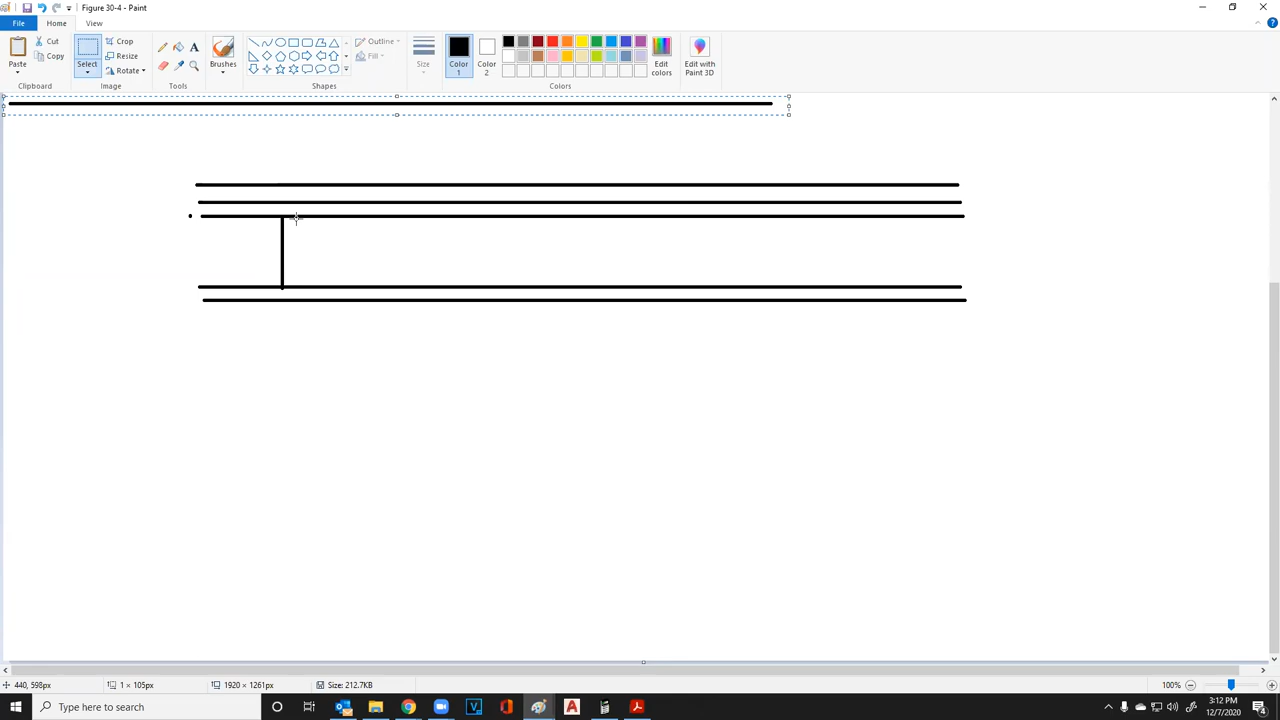 Figure 30-4 - Paint
File Home View
Paste
Cut
Copy
Clipboard
Select
Crop
Resize
Rotate
Image
A
Tools
Brushes
Outline
Fill
Shapes
Size
Color 1
Color 2
Edit colors
Edit with Paint 3D
Colors
440, 598px
1 × 105px
1920 × 1261px
Size: 212.7KB
100%
Type here to search
3:12 PM
12/7/2020